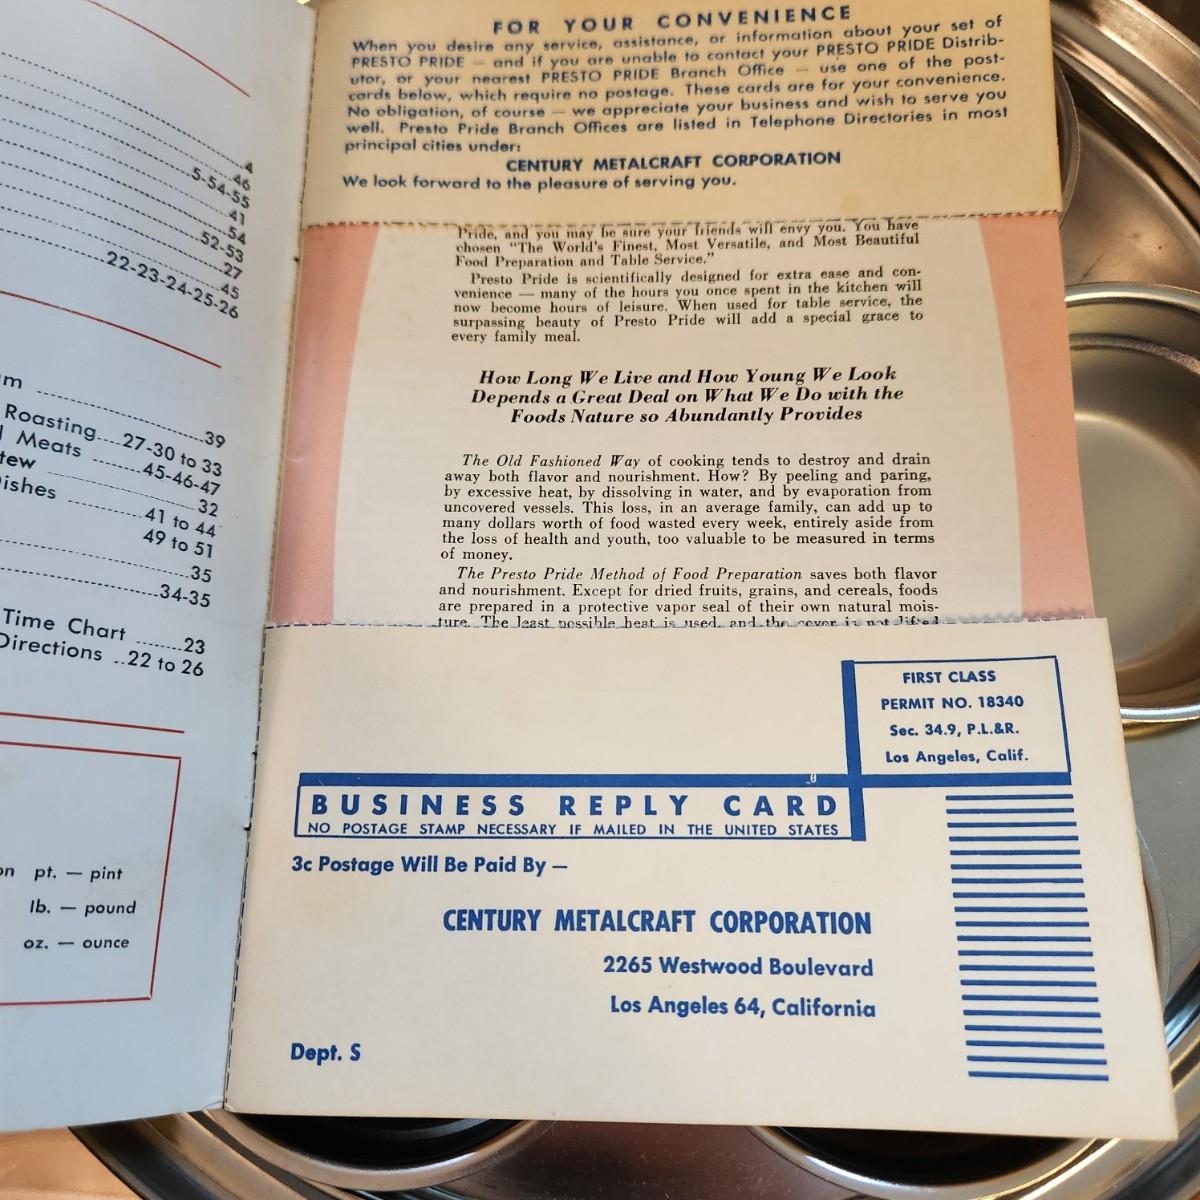 4
46
5-54-55
41
54
52-53
27
45
22-23-24-25-26
39
Roasting....27-30 to 33
Meats ........45-46-47
32
41 to 44
49 to 51
35
34-35
Time Chart .......23
Directions ..22 to 26
pt. — pint
lb. — pound
oz. — ounce
FOR YOUR CONVENIENCE
When you desire any service, assistance, or information about your set of
PRESTO PRIDE — and if you are unable to contact your PRESTO PRIDE Distrib-
utor, or your nearest PRESTO PRIDE Branch Office — use one of the post-
cards below, which require no postage. These cards are for your convenience.
No obligation, of course — we appreciate your business and wish to serve you
well. Presto Pride Branch Offices are listed in Telephone Directories in most
principal cities under:
CENTURY METALCRAFT CORPORATION
We look forward to the pleasure of serving you.
Pride, and you may be sure your friends will envy you. You have
chosen "The World's Finest, Most Versatile, and Most Beautiful
Food Preparation and Table Service."
Presto Pride is scientifically designed for extra ease and con-
venience — many of the hours you once spent in the kitchen will
now become hours of leisure. When used for table service, the
surpassing beauty of Presto Pride will add a special grace to
every family meal.
How Long We Live and How Young We Look
Depends a Great Deal on What We Do with the
Foods Nature so Abundantly Provides
The Old Fashioned Way of cooking tends to destroy and drain
away both flavor and nourishment. How? By peeling and paring,
by excessive heat, by dissolving in water, and by evaporation from
uncovered vessels. This loss, in an average family, can add up to
many dollars worth of food wasted every week, entirely aside from
the loss of health and youth, too valuable to be measured in terms
of money.
The Presto Pride Method of Food Preparation saves both flavor
and nourishment. Except for dried fruits, grains, and cereals, foods
are prepared in a protective vapor seal of their own natural mois-
ture. The least possible heat is used, and the cover is not lifted
FIRST CLASS
PERMIT NO. 18340
Sec. 34.9, P.L.&R.
Los Angeles, Calif.
BUSINESS REPLY CARD
NO POSTAGE STAMP NECESSARY IF MAILED IN THE UNITED STATES
3c Postage Will Be Paid By —
CENTURY METALCRAFT CORPORATION
2265 Westwood Boulevard
Los Angeles 64, California
Dept. S